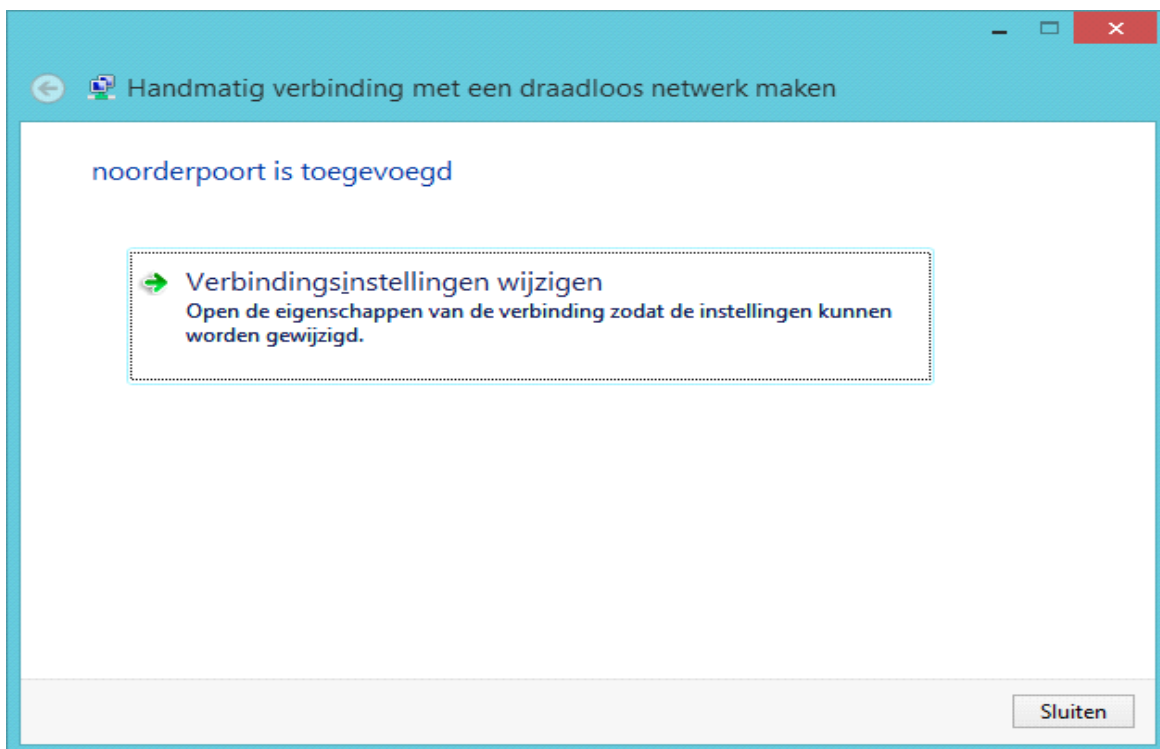 Handmatig verbinding met een draadloos netwerk maken
noorderpoort is toegevoegd
Verbindingsinstellingen wijzigen
Open de eigenschappen van de verbinding zodat de instellingen kunnen
worden gewijzigd.
Sluiten